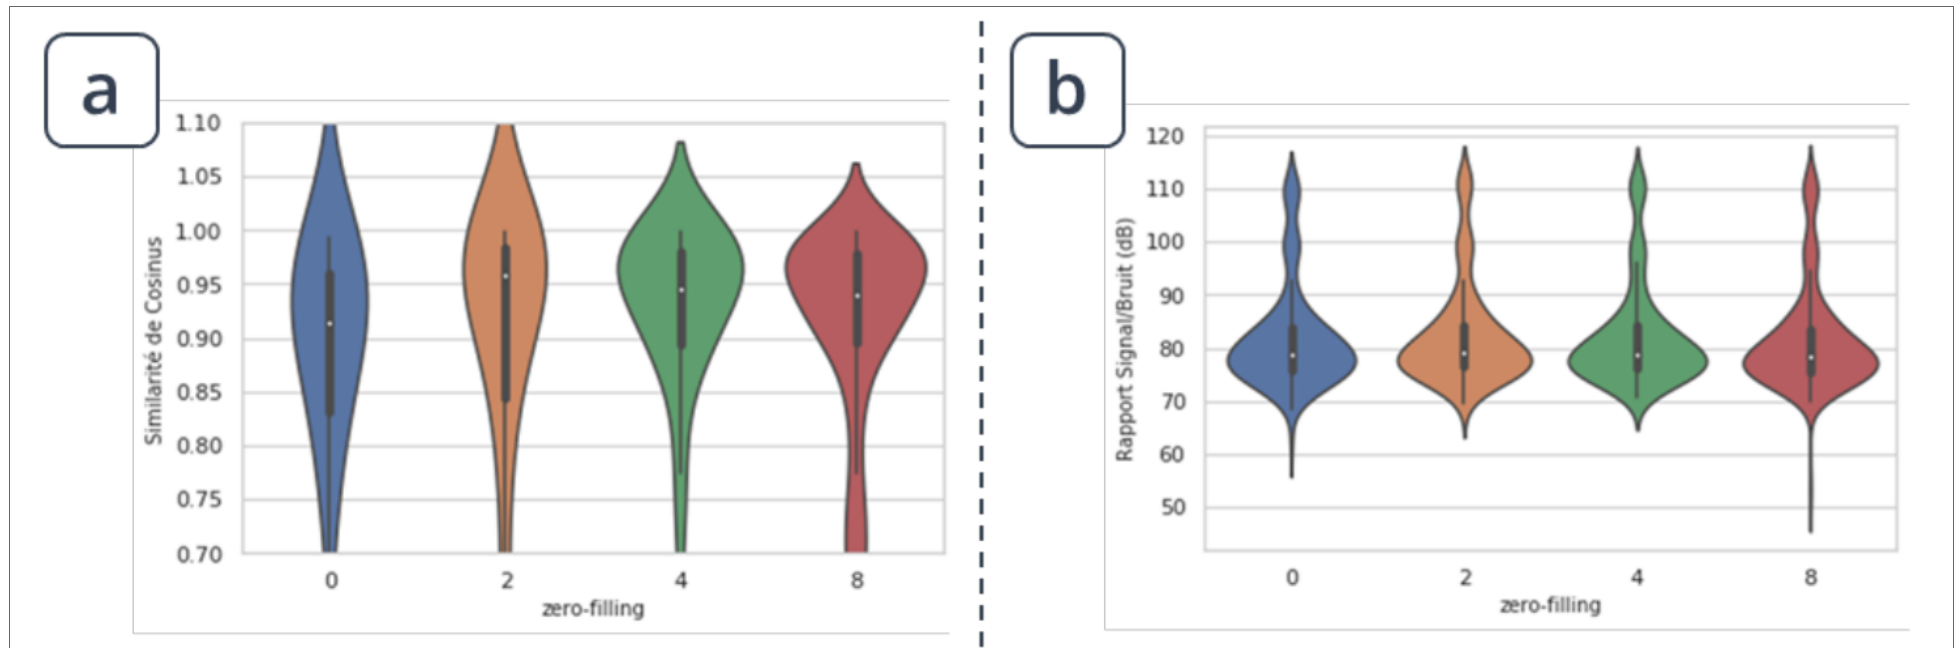 a
1.10
1.05
1.00
0.95
0.90
0.85
0.80
0.75
0.70
Similarité de Cosinus
0 2 4 8
zero-filling
b
120
110
100
90
80
70
60
50
Rapport Signal/Bruit (dB)
0 2 4 8
zero-filling